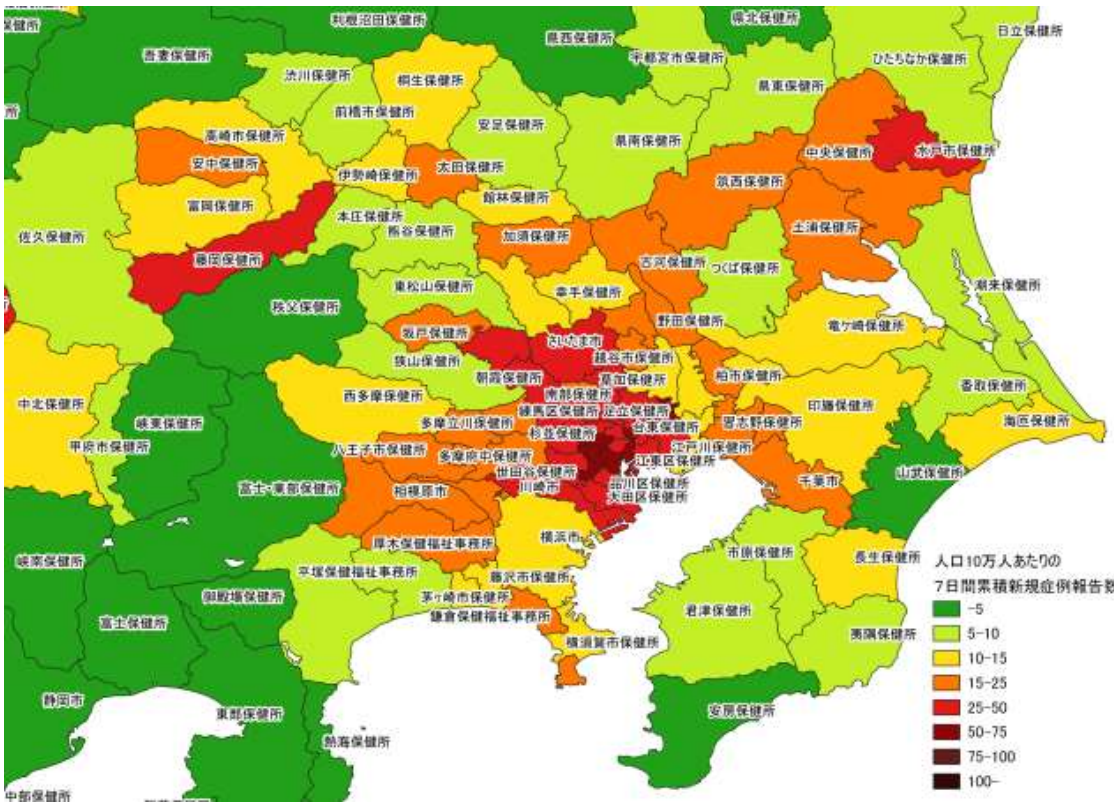 利根沼田保健所
県北保健所
保健所
県西保健所
日立保健所
吾妻保健所
宇都宮市保健所
ひたちなか保健所
渋川保健所
桐生保健所
県東保健所
所
前橋市保健所
安足保健所
高崎市保健所
県南保健所
中央保健所
水戸市保健所
安中保健所
太田保健所
伊勢崎保健所
筑西保健所
館林保健所
富岡保健所
本庄保健所
土浦保健所
佐久保健所
熊谷保健所
加須保健所
藤岡保健所
古河保健所
つくば保健所
東松山保健所
幸手保健所
潮来保健所
秩父保健所
野田保健所
竜ケ崎保健所
坂戸保健所
さいたま市
越谷市保健所
狭山保健所
柏市保健所
朝霞保健所
草加保健所
香取保健所
西多摩保健所
南部保健所
中北保健所
印旛保健所
練馬区保健所
足立保健所
峡東保健所
多摩立川保健所
習志野保健所
海匝保健所
台東保健所
杉並保健所
甲府市保健所
八王子市保健所
江戸川保健所
多摩府中保健所
江東区保健所
世田谷保健所
山武保健所
富士・東部保健所
川崎市
品川区保健所
千葉市
相模原市
大田区保健所
横浜市
厚木保健福祉事務所
市原保健所
長生保健所
人口10万人あたりの
峡南保健所
平塚保健福祉事務所
藤沢市保健所
7日間累積新規症例報告数
御殿場保健所
茅ヶ崎市保健所
君津保健所
-5
鎌倉保健福祉事務所
富士保健所
夷隅保健所
5-10
横須賀市保健所
10-15
15-25
静岡市
安房保健所
25-50
東部保健所
50-75
熱海保健所
75-100
100-
中部保健所